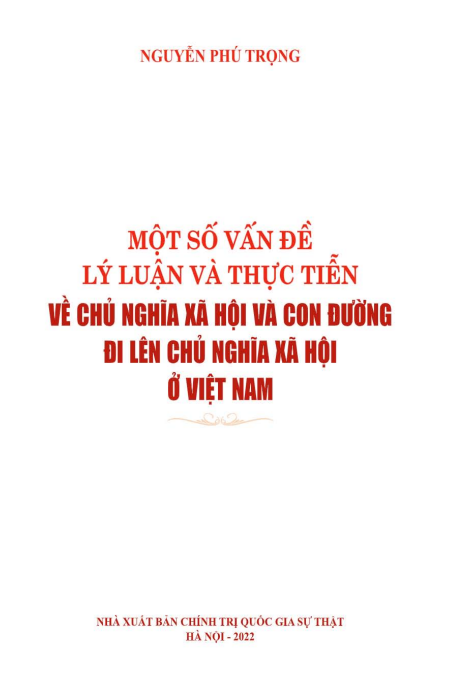 NGUYỄN PHÚ TRỌNG
MỘT SỐ VẤN ĐỀ
LÝ LUẬN VÀ THỰC TIỄN
VỀ CHỦ NGHĨA XÃ HỘI VÀ CON ĐƯỜNG
ĐI LÊN CHỦ NGHĨA XÃ HỘI
Ở VIỆT NAM
NHÀ XUẤT BẢN CHÍNH TRỊ QUỐC GIA SỰ THẬT
HÀ NỘI - 2022